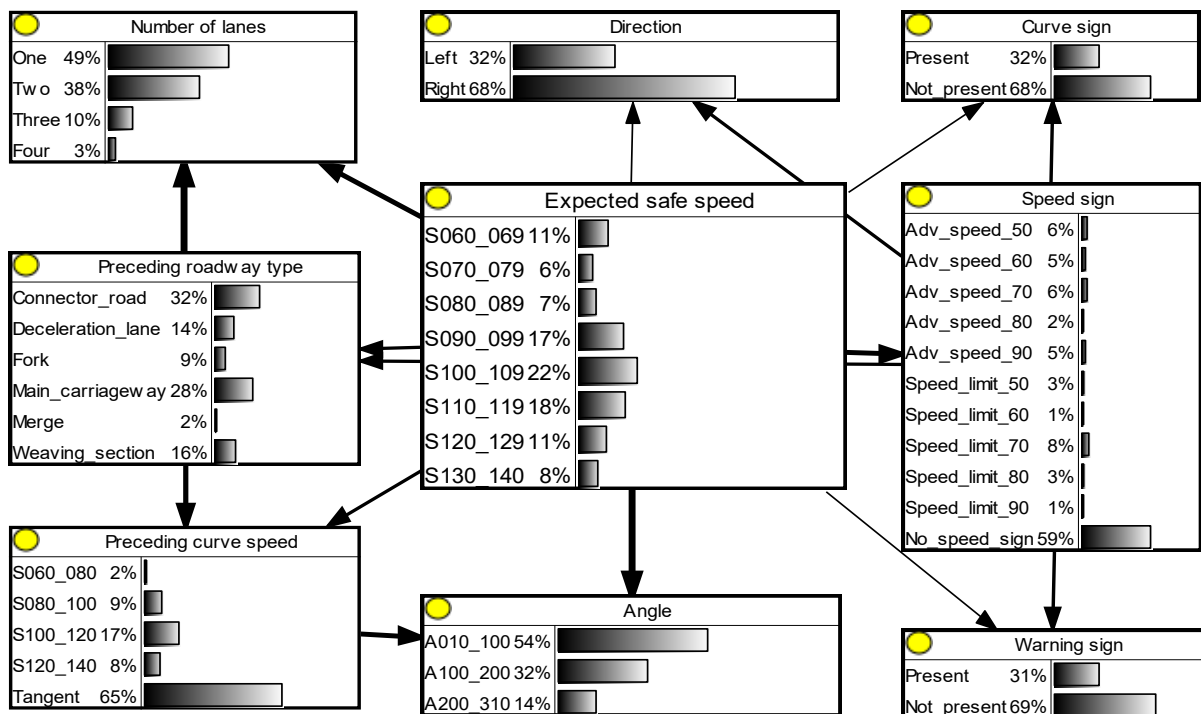 Number of lanes
One 49%
Two 38%
Three 10%
Four 3%
Direction
Left 32%
Right 68%
Curve sign
Present 32%
Not_present 68%
Preceding roadway type
Connector_road 32%
Deceleration_lane 14%
Fork 9%
Main_carriageway 28%
Merge 2%
Weaving_section 16%
Expected safe speed
S060_069 11%
S070_079 6%
S080_089 7%
S090_099 17%
S100_109 22%
S110_119 18%
S120_129 11%
S130_140 8%
Speed sign
Adv_speed_50 6%
Adv_speed_60 5%
Adv_speed_70 6%
Adv_speed_80 2%
Adv_speed_90 5%
Speed_limit_50 3%
Speed_limit_60 1%
Speed_limit_70 8%
Speed_limit_80 3%
Speed_limit_90 1%
No_speed_sign 59%
Preceding curve speed
S060_080 2%
S080_100 9%
S100_120 17%
S120_140 8%
Tangent 65%
Angle
A010_100 54%
A100_200 32%
A200_310 14%
Warning sign
Present 31%
Not_present 69%